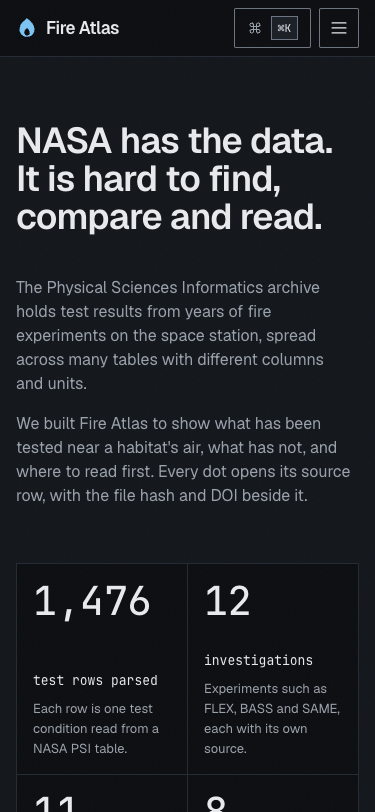 Fire Atlas
⌘ ⌘K
NASA has the data.
It is hard to find,
compare and read.
The Physical Sciences Informatics archive
holds test results from years of fire
experiments on the space station, spread
across many tables with different columns
and units.
We built Fire Atlas to show what has been
tested near a habitat's air, what has not, and
where to read first. Every dot opens its source
row, with the file hash and DOI beside it.
1,476
test rows parsed
Each row is one test
condition read from a
NASA PSI table.
12
investigations
Experiments such as
FLEX, BASS and SAME,
each with its own
source.